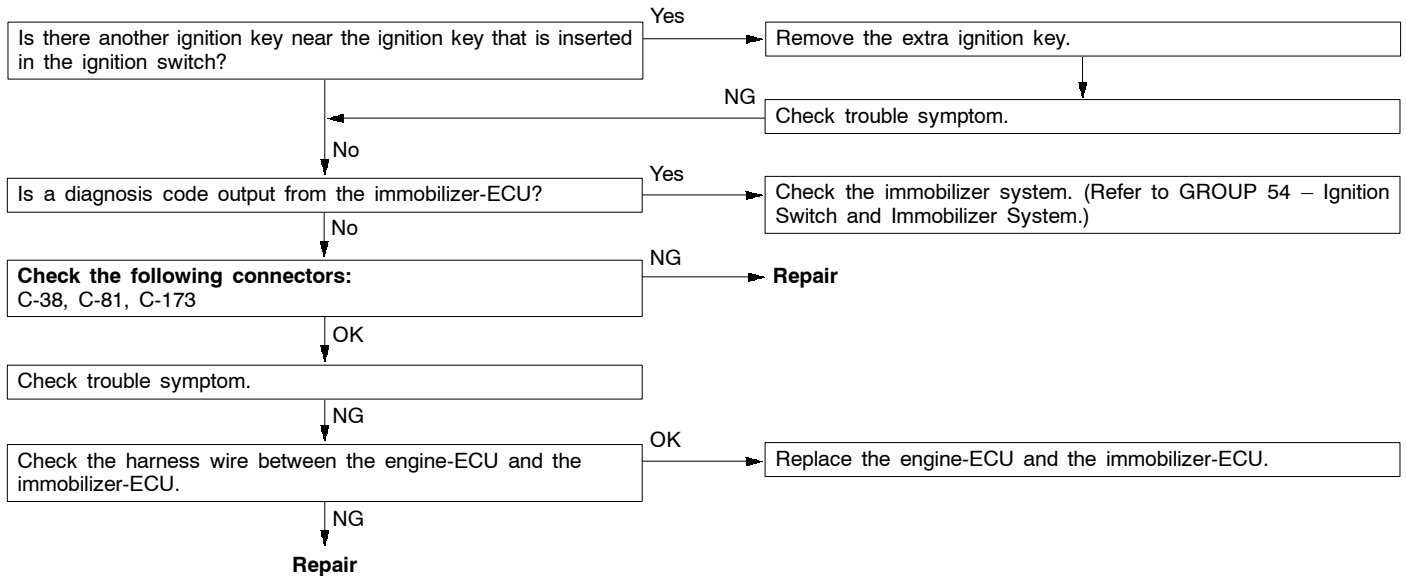 Yes
Is there another ignition key near the ignition key that is inserted
in the ignition switch?
Remove the extra ignition key.
NG
Check trouble symptom.
No
Is a diagnosis code output from the immobilizer-ECU?
Yes
Check the immobilizer system. (Refer to GROUP 54 – Ignition
Switch and Immobilizer System.)
No
Check the following connectors:
C-38, C-81, C-173
NG
Repair
OK
Check trouble symptom.
NG
Check the harness wire between the engine-ECU and the
immobilizer-ECU.
OK
Replace the engine-ECU and the immobilizer-ECU.
NG
Repair